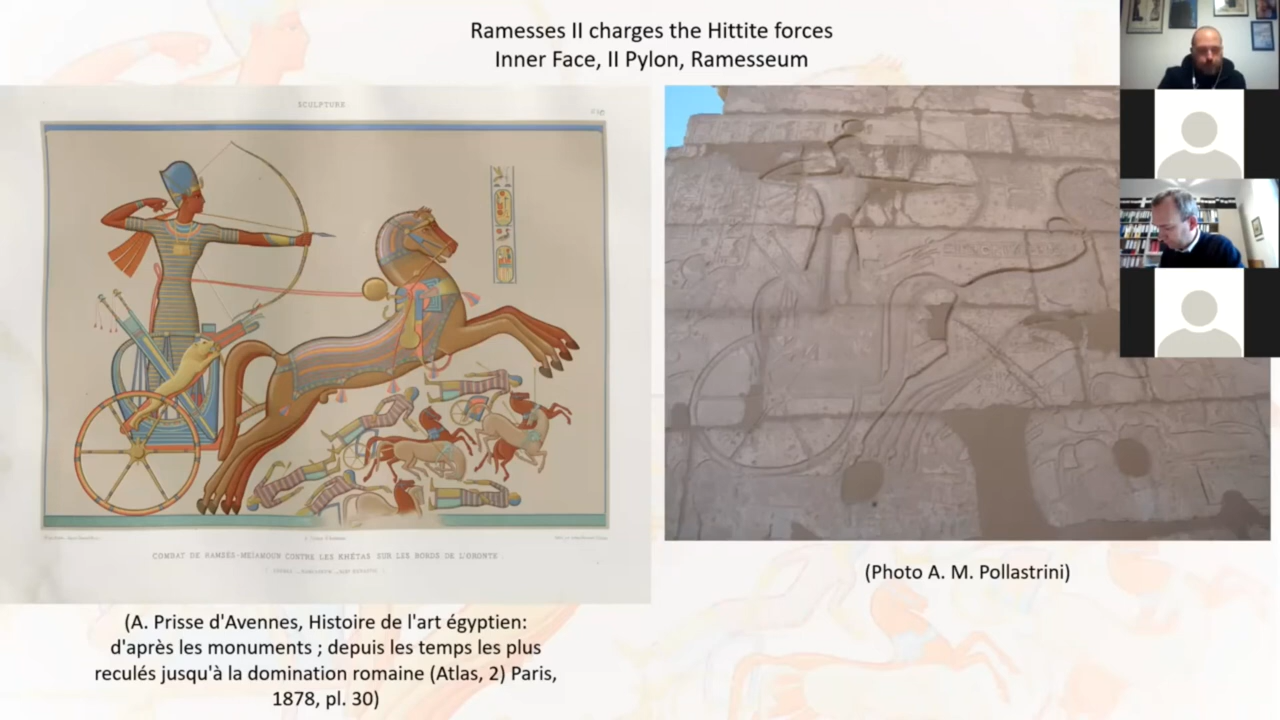 Ramesses II charges the Hittite forces
Inner Face, II Pylon, Ramesseum
SCULPTURE
COMBAT DE RAMSÈS-MEÏAMOUN CONTRE LES KHÉTAS SUR LES BORDS DE L'ORONTE
(A. Prisse d'Avennes, Histoire de l'art égyptien:
d'après les monuments ; depuis les temps les plus
reculés jusqu'à la domination romaine (Atlas, 2) Paris,
1878, pl. 30)
(Photo A. M. Pollastrini)